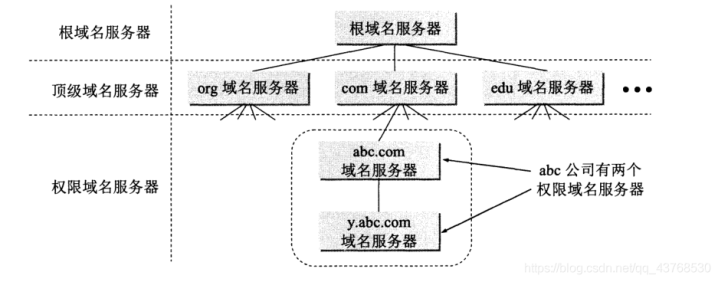 根域名服务器
根域名服务器
顶级域名服务器
org 域名服务器
com 域名服务器
edu 域名服务器
权限域名服务器
abc.com
域名服务器
abc 公司有两个
权限域名服务器
y.abc.com
域名服务器
https://blog.csdn.net/qq_43768530